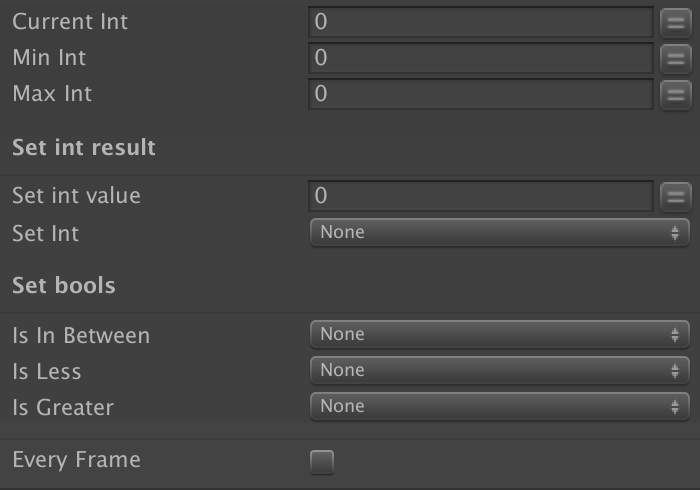 Current Int 0
Min Int 0
Max Int 0
Set int result
Set int value 0
Set Int None
Set bools
Is In Between None
Is Less None
Is Greater None
Every Frame